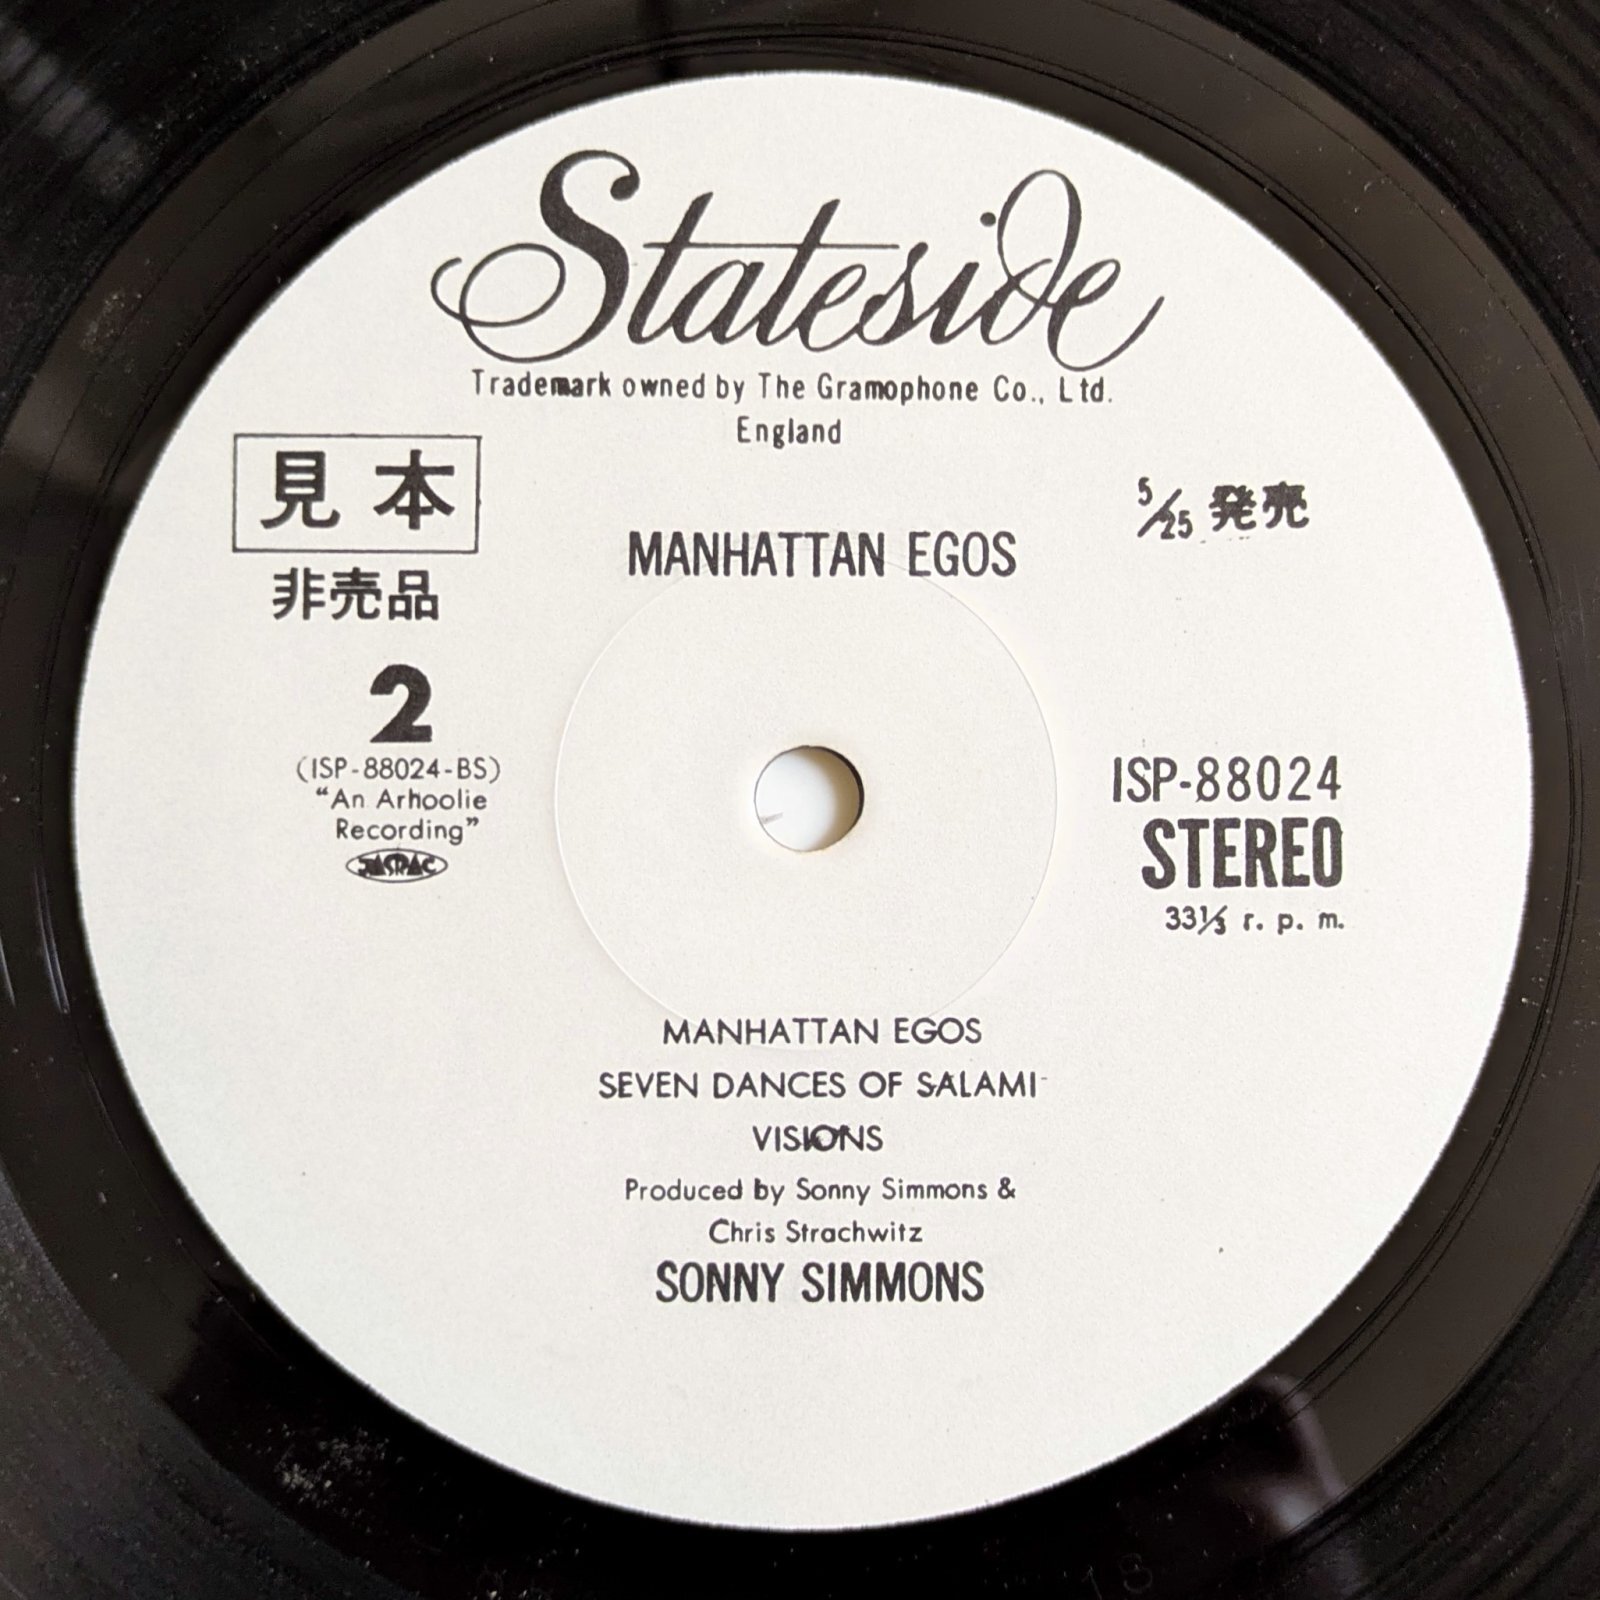 Stateside
Trademark owned by The Gramophone Co., Ltd.
England
見本
非売品
5/25 発売
MANHATTAN EGOS
2
(ISP-88024-BS)
“An Arhoolie
Recording”
JASRAC
ISP-88024
STEREO
33⅓ r. p. m.
MANHATTAN EGOS
SEVEN DANCES OF SALAMI
VISIONS
Produced by Sonny Simmons &
Chris Strachwitz
SONNY SIMMONS